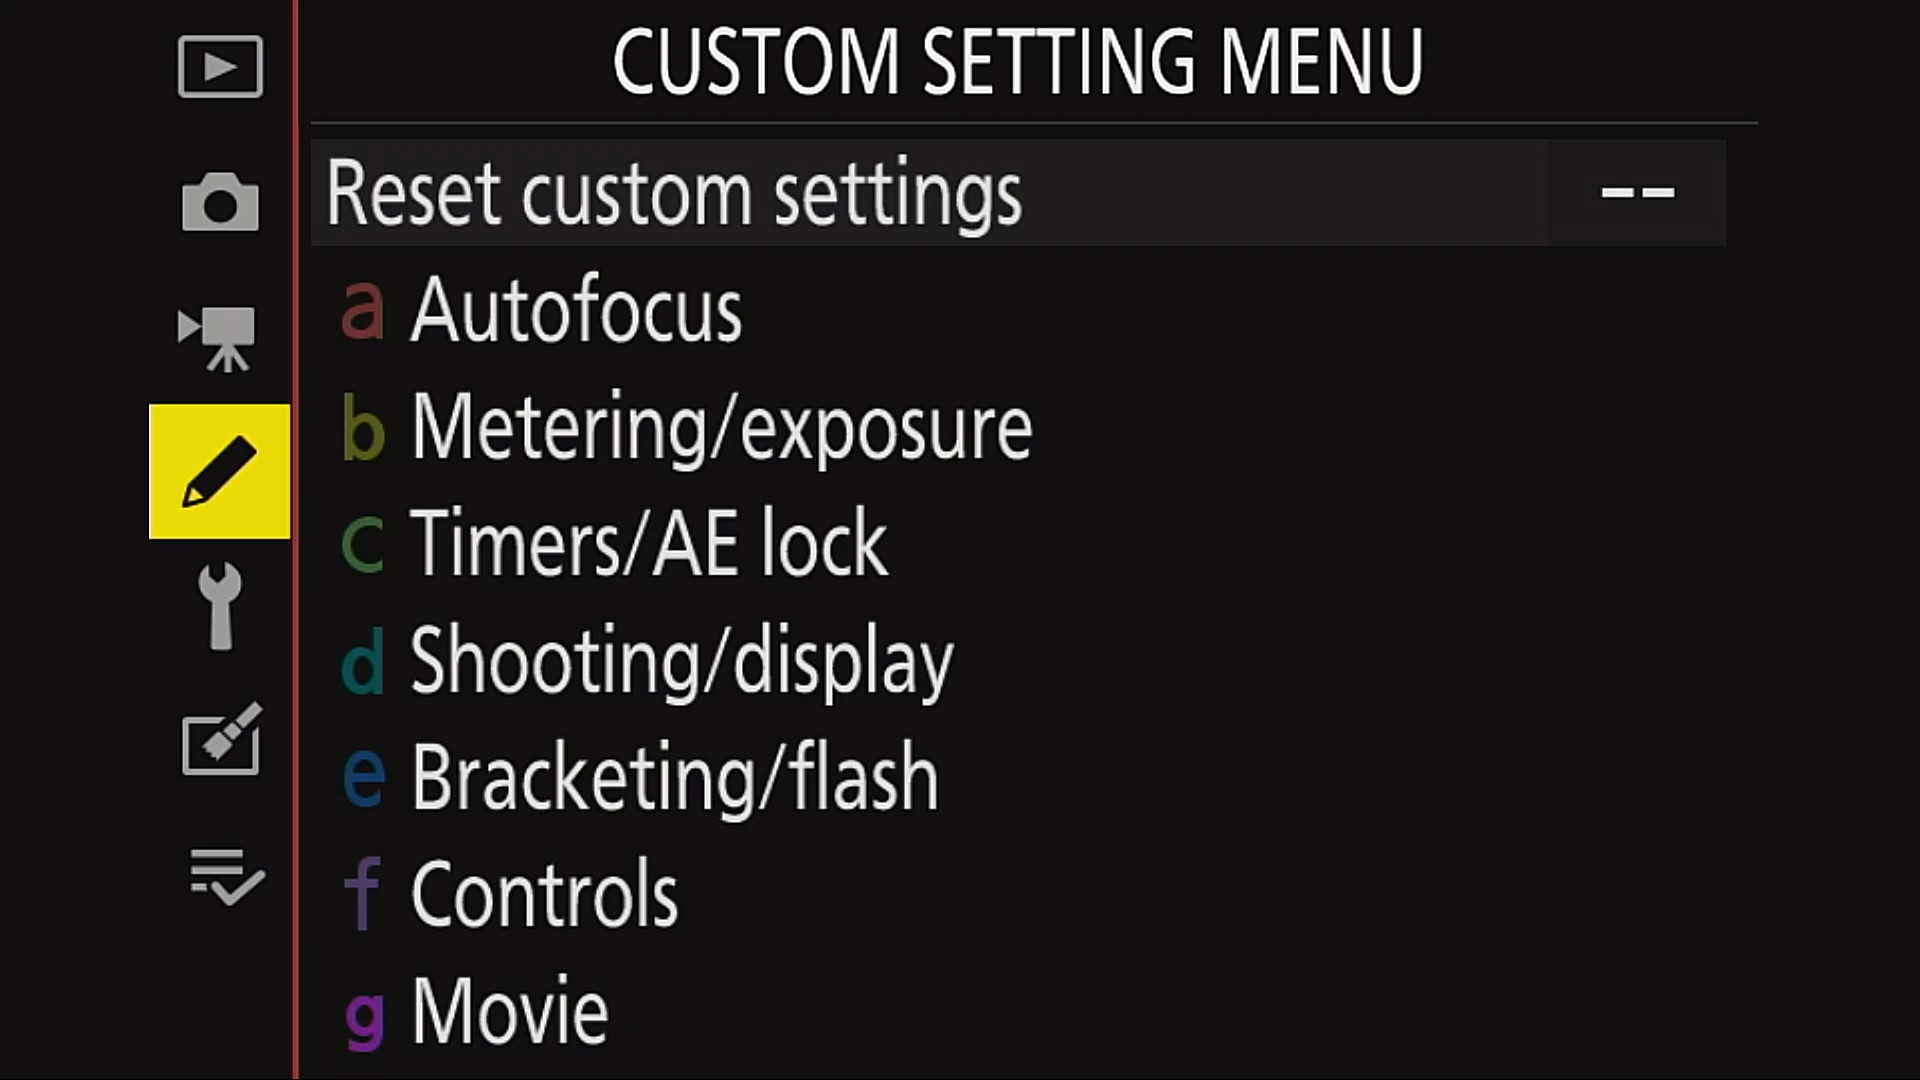 CUSTOM SETTING MENU
Reset custom settings --
a Autofocus
b Metering/exposure
c Timers/AE lock
d Shooting/display
e Bracketing/flash
f Controls
g Movie